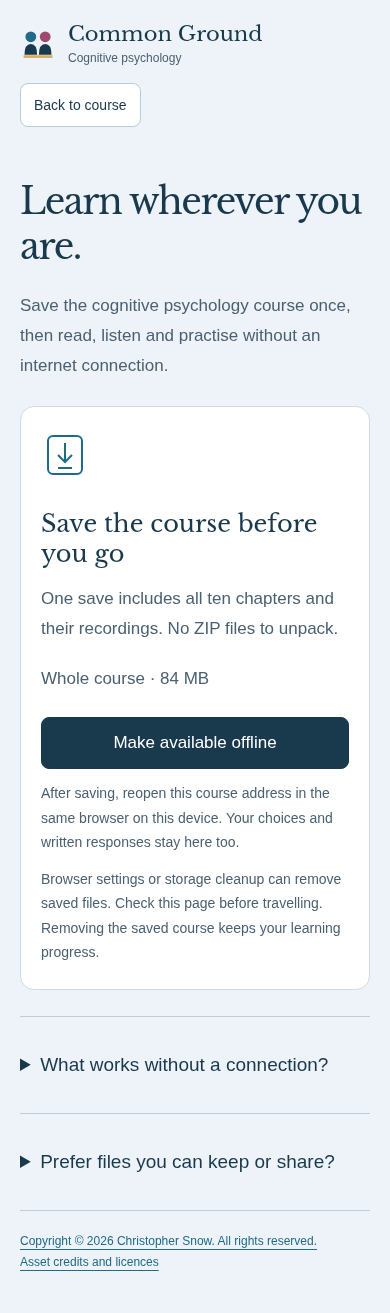 Common Ground
Cognitive psychology
Back to course
Learn wherever you
are.
Save the cognitive psychology course once,
then read, listen and practise without an
internet connection.
Save the course before
you go
One save includes all ten chapters and
their recordings. No ZIP files to unpack.
Whole course · 84 MB
Make available offline
After saving, reopen this course address in the
same browser on this device. Your choices and
written responses stay here too.
Browser settings or storage cleanup can remove
saved files. Check this page before travelling.
Removing the saved course keeps your learning
progress.
What works without a connection?
Prefer files you can keep or share?
Copyright © 2026 Christopher Snow. All rights reserved.
Asset credits and licences